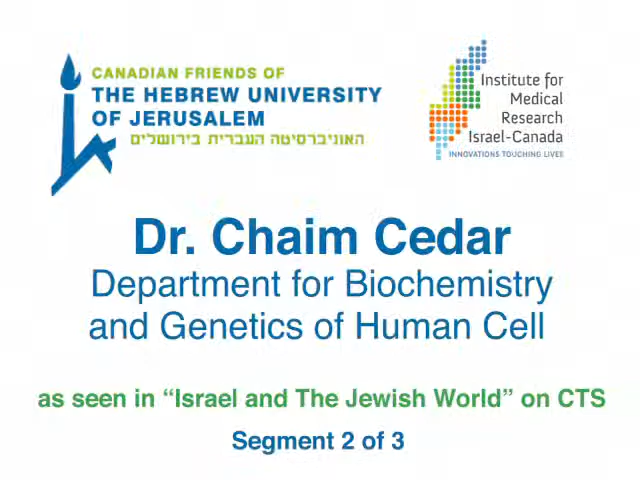 CANADIAN FRIENDS OF
THE HEBREW UNIVERSITY
OF JERUSALEM
האוניברסיטה העברית בירושלים
Institute for
Medical
Research
Israel-Canada
INNOVATIONS TOUCHING LIVES
Dr. Chaim Cedar
Department for Biochemistry
and Genetics of Human Cell
as seen in “Israel and The Jewish World” on CTS
Segment 2 of 3